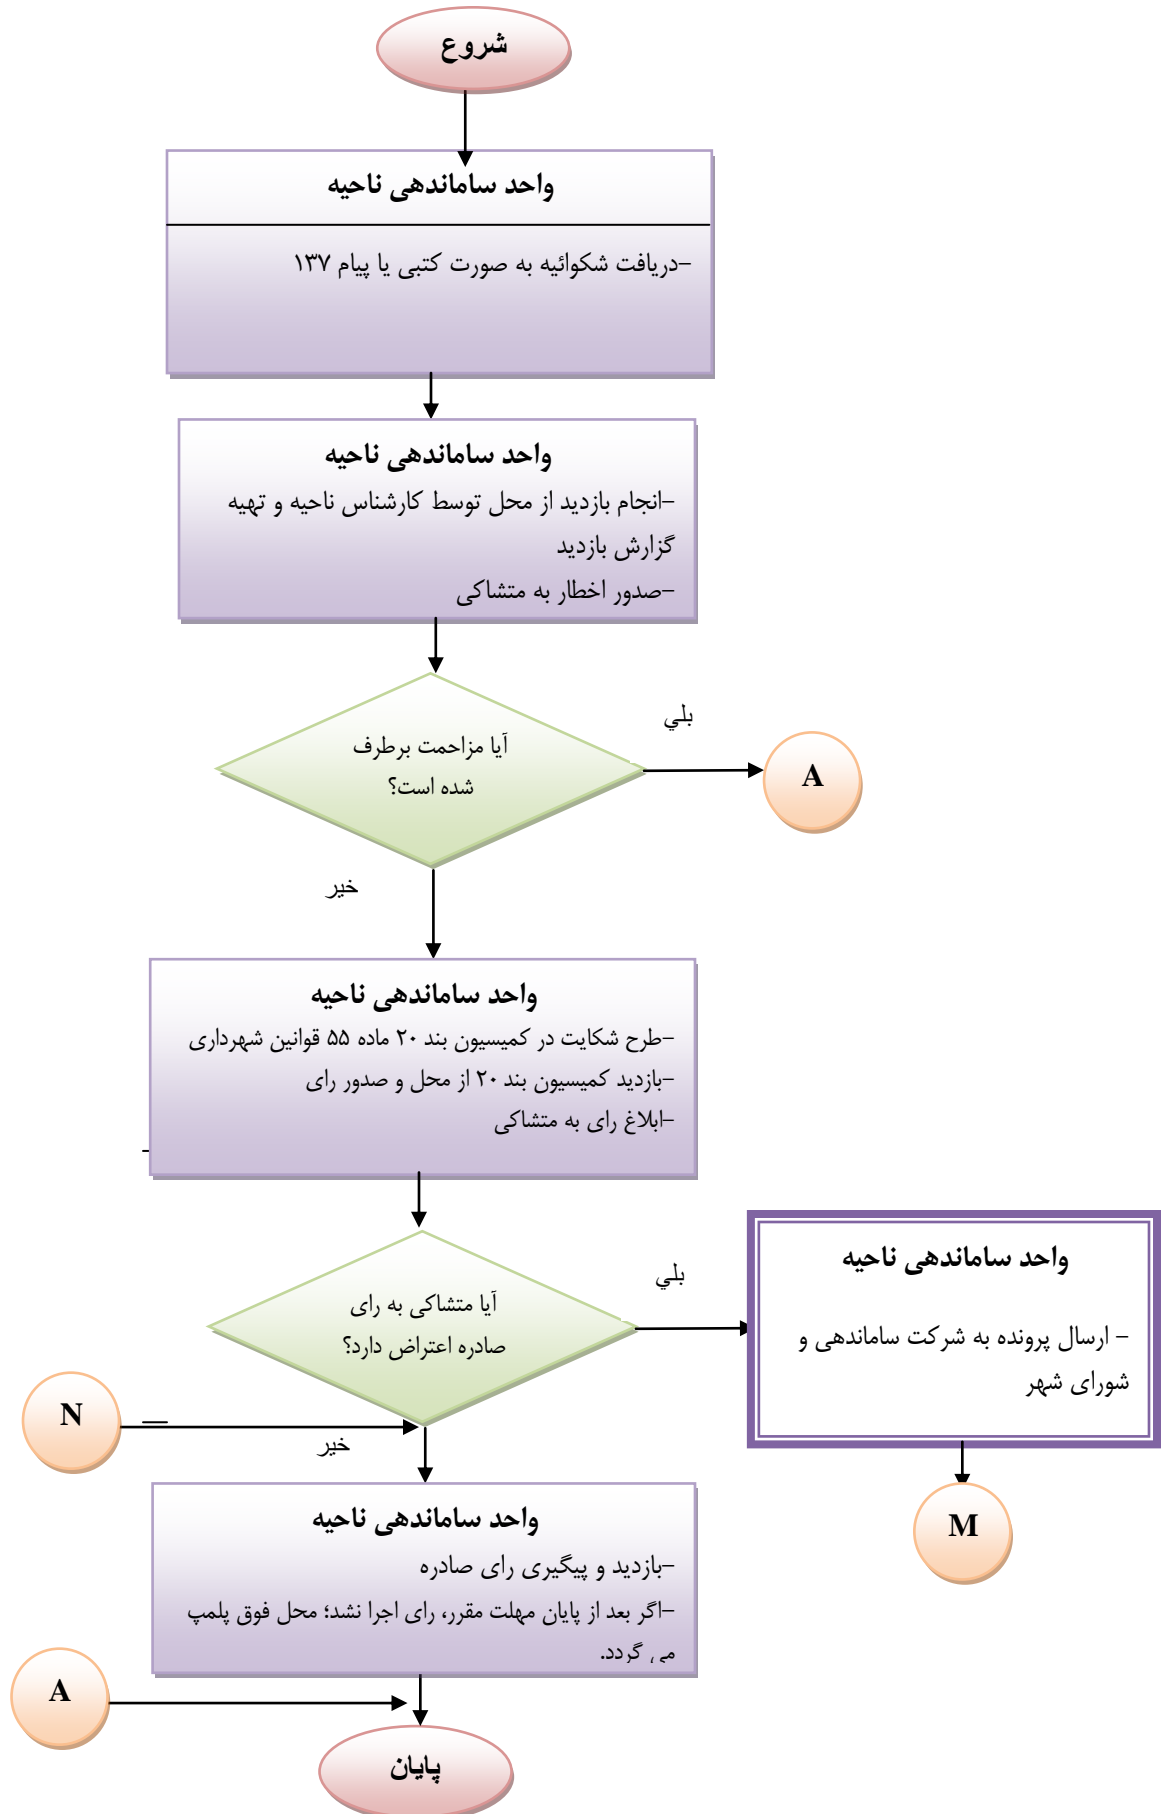 شروع
واحد ساماندهی ناحیه
-دریافت شکوائیه به صورت کتبی یا پیام ۱۳۷
واحد ساماندهی ناحیه
-انجام بازدید از محل توسط کارشناس ناحیه و تهیه
گزارش بازدید
-صدور اخطار به متشاکی
آیا مزاحمت برطرف
شده است؟
بلي
A
خیر
واحد ساماندهی ناحیه
-طرح شکایت در کمیسیون بند ۲۰ ماده ۵۵ قوانین شهرداری
-بازدید کمیسیون بند ۲۰ از محل و صدور رای
-ابلاغ رای به متشاکی
آیا متشاکی به رای
صادره اعتراض دارد؟
بلي
واحد ساماندهی ناحیه
- ارسال پرونده به شرکت ساماندهی و
شورای شهر
M
N
خیر
واحد ساماندهی ناحیه
-بازدید و پیگیری رای صادره
-اگر بعد از پایان مهلت مقرر، رای اجرا نشد؛ محل فوق پلمپ
می گردد.
A
پایان